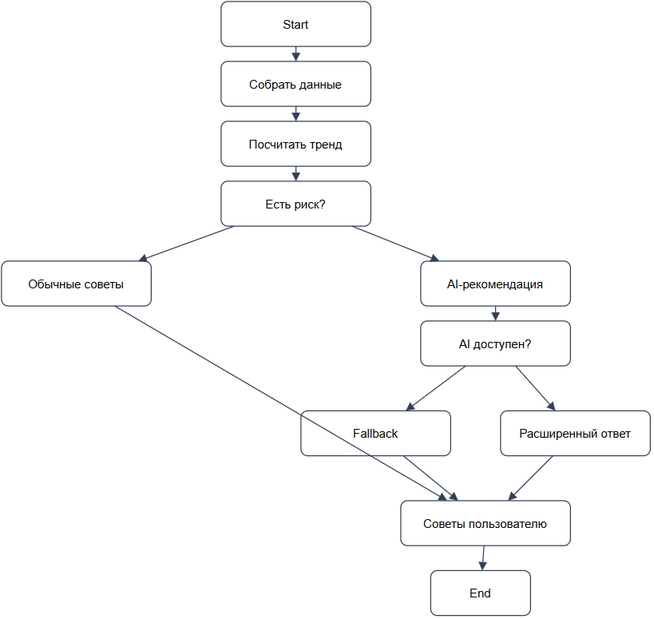 Start
Собрать данные
Посчитать тренд
Есть риск?
Обычные советы
AI-рекомендация
AI доступен?
Fallback
Расширенный ответ
Советы пользователю
End